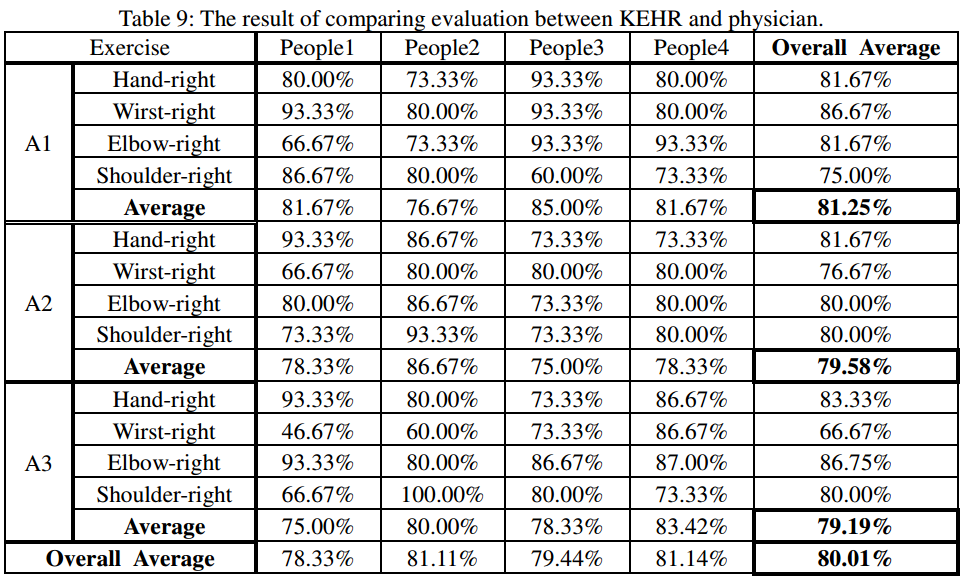 Table 9: The result of comparing evaluation between KEHR and physician.
Exercise People1 People2 People3 People4 Overall Average
A1
Hand-right 80.00% 73.33% 93.33% 80.00% 81.67%
Wirst-right 93.33% 80.00% 93.33% 80.00% 86.67%
Elbow-right 66.67% 73.33% 93.33% 93.33% 81.67%
Shoulder-right 86.67% 80.00% 60.00% 73.33% 75.00%
Average 81.67% 76.67% 85.00% 81.67% 81.25%
A2
Hand-right 93.33% 86.67% 73.33% 73.33% 81.67%
Wirst-right 66.67% 80.00% 80.00% 80.00% 76.67%
Elbow-right 80.00% 86.67% 73.33% 80.00% 80.00%
Shoulder-right 73.33% 93.33% 73.33% 80.00% 80.00%
Average 78.33% 86.67% 75.00% 78.33% 79.58%
A3
Hand-right 93.33% 80.00% 73.33% 86.67% 83.33%
Wirst-right 46.67% 60.00% 73.33% 86.67% 66.67%
Elbow-right 93.33% 80.00% 86.67% 87.00% 86.75%
Shoulder-right 66.67% 100.00% 80.00% 73.33% 80.00%
Average 75.00% 80.00% 78.33% 83.42% 79.19%
Overall Average 78.33% 81.11% 79.44% 81.14% 80.01%